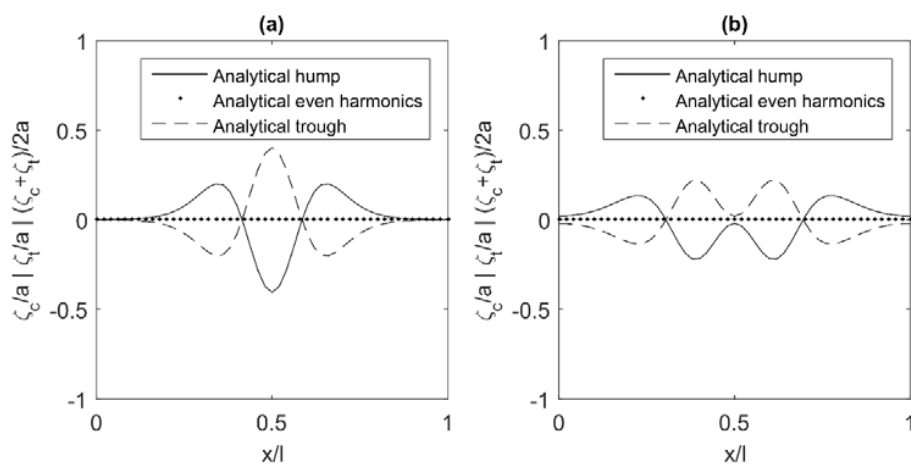 (a)
ζc/a | ζt/a | (ζc+ζt)/2a
1
0.5
0
-0.5
-1
Analytical hump
Analytical even harmonics
Analytical trough
0
0.5
1
x/l
(b)
ζc/a | ζt/a | (ζc+ζt)/2a
1
0.5
0
-0.5
-1
Analytical hump
Analytical even harmonics
Analytical trough
0
0.5
1
x/l